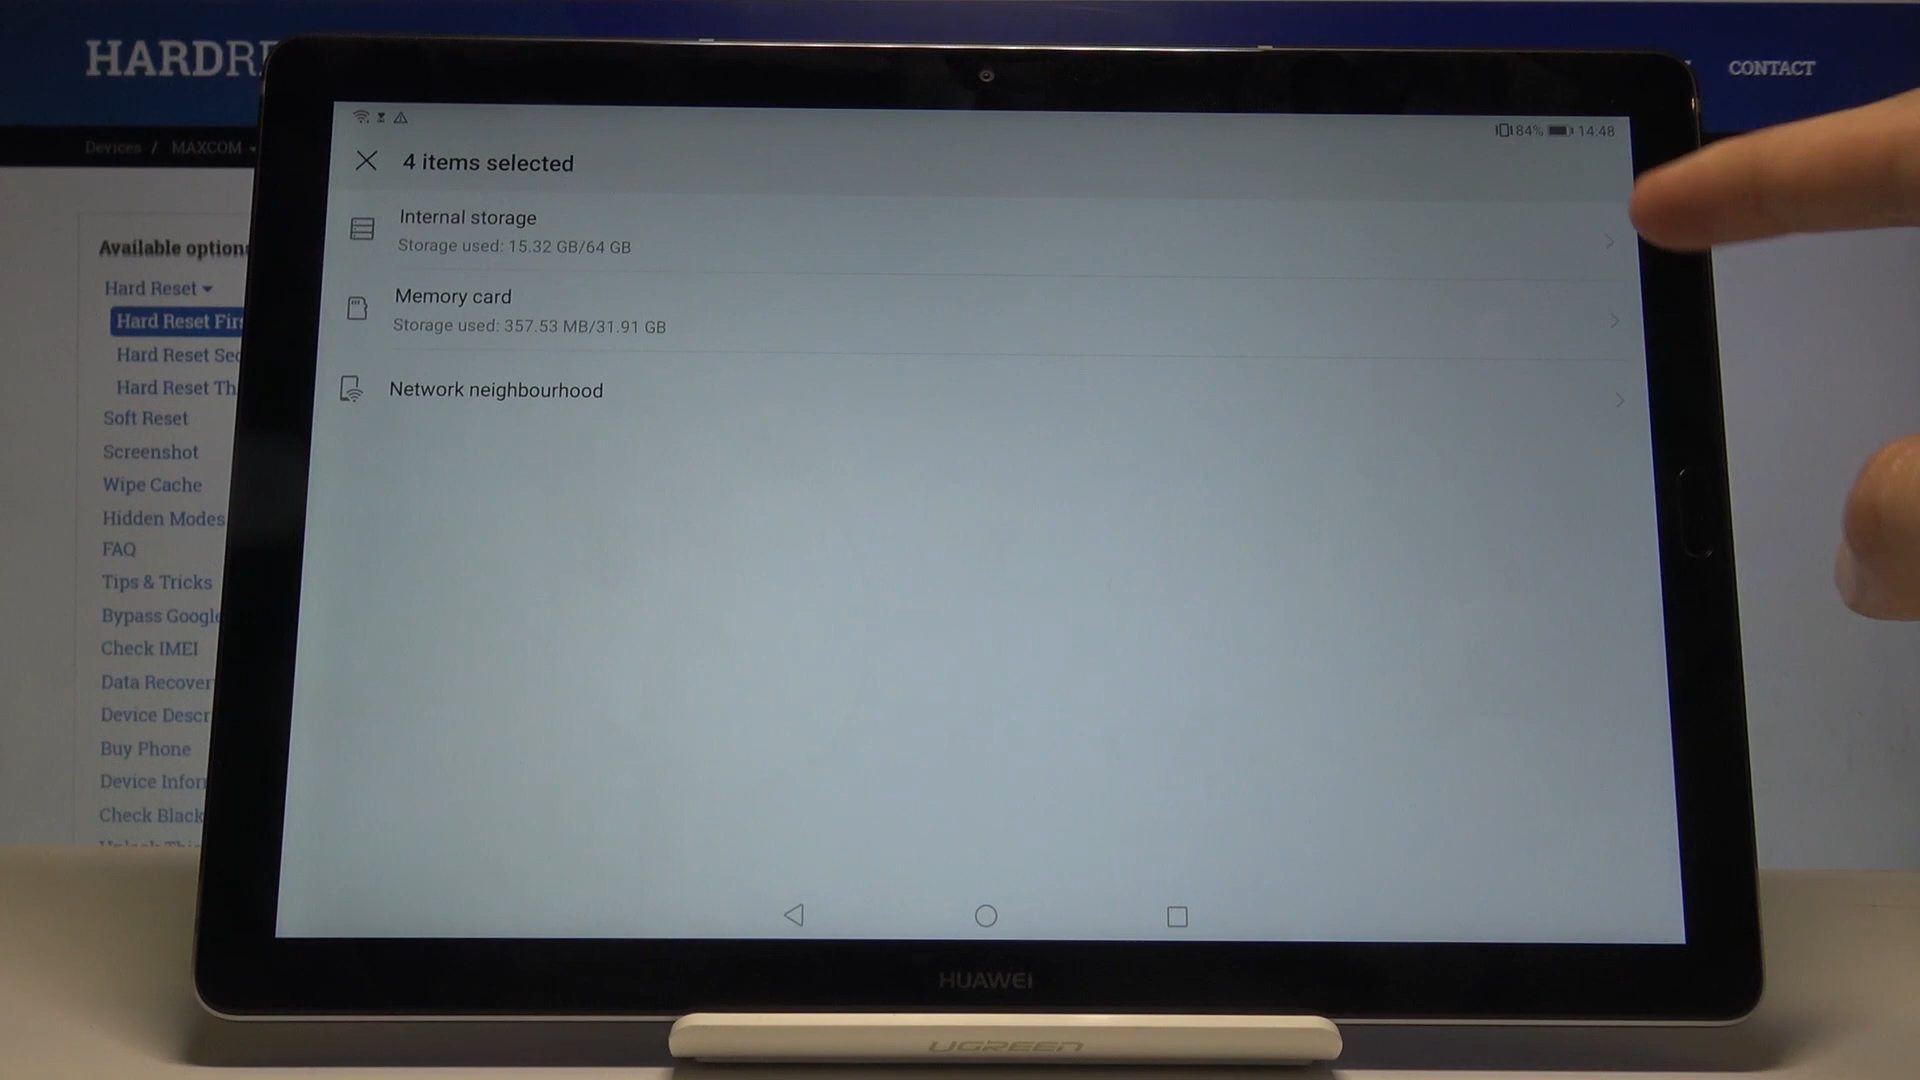 HARDR
CONTACT
Devices / MAXCOM
Available options
Hard Reset
Hard Reset Fir
Hard Reset Sec
Hard Reset Th
Soft Reset
Screenshot
Wipe Cache
Hidden Modes
FAQ
Tips & Tricks
Bypass Google
Check IMEI
Data Recover
Device Descr
Buy Phone
Device Infor
Check Black
84% 14:48
4 items selected
Internal storage
Storage used: 15.32 GB/64 GB
Memory card
Storage used: 357.53 MB/31.91 GB
Network neighbourhood
HUAWEI
UGREEN